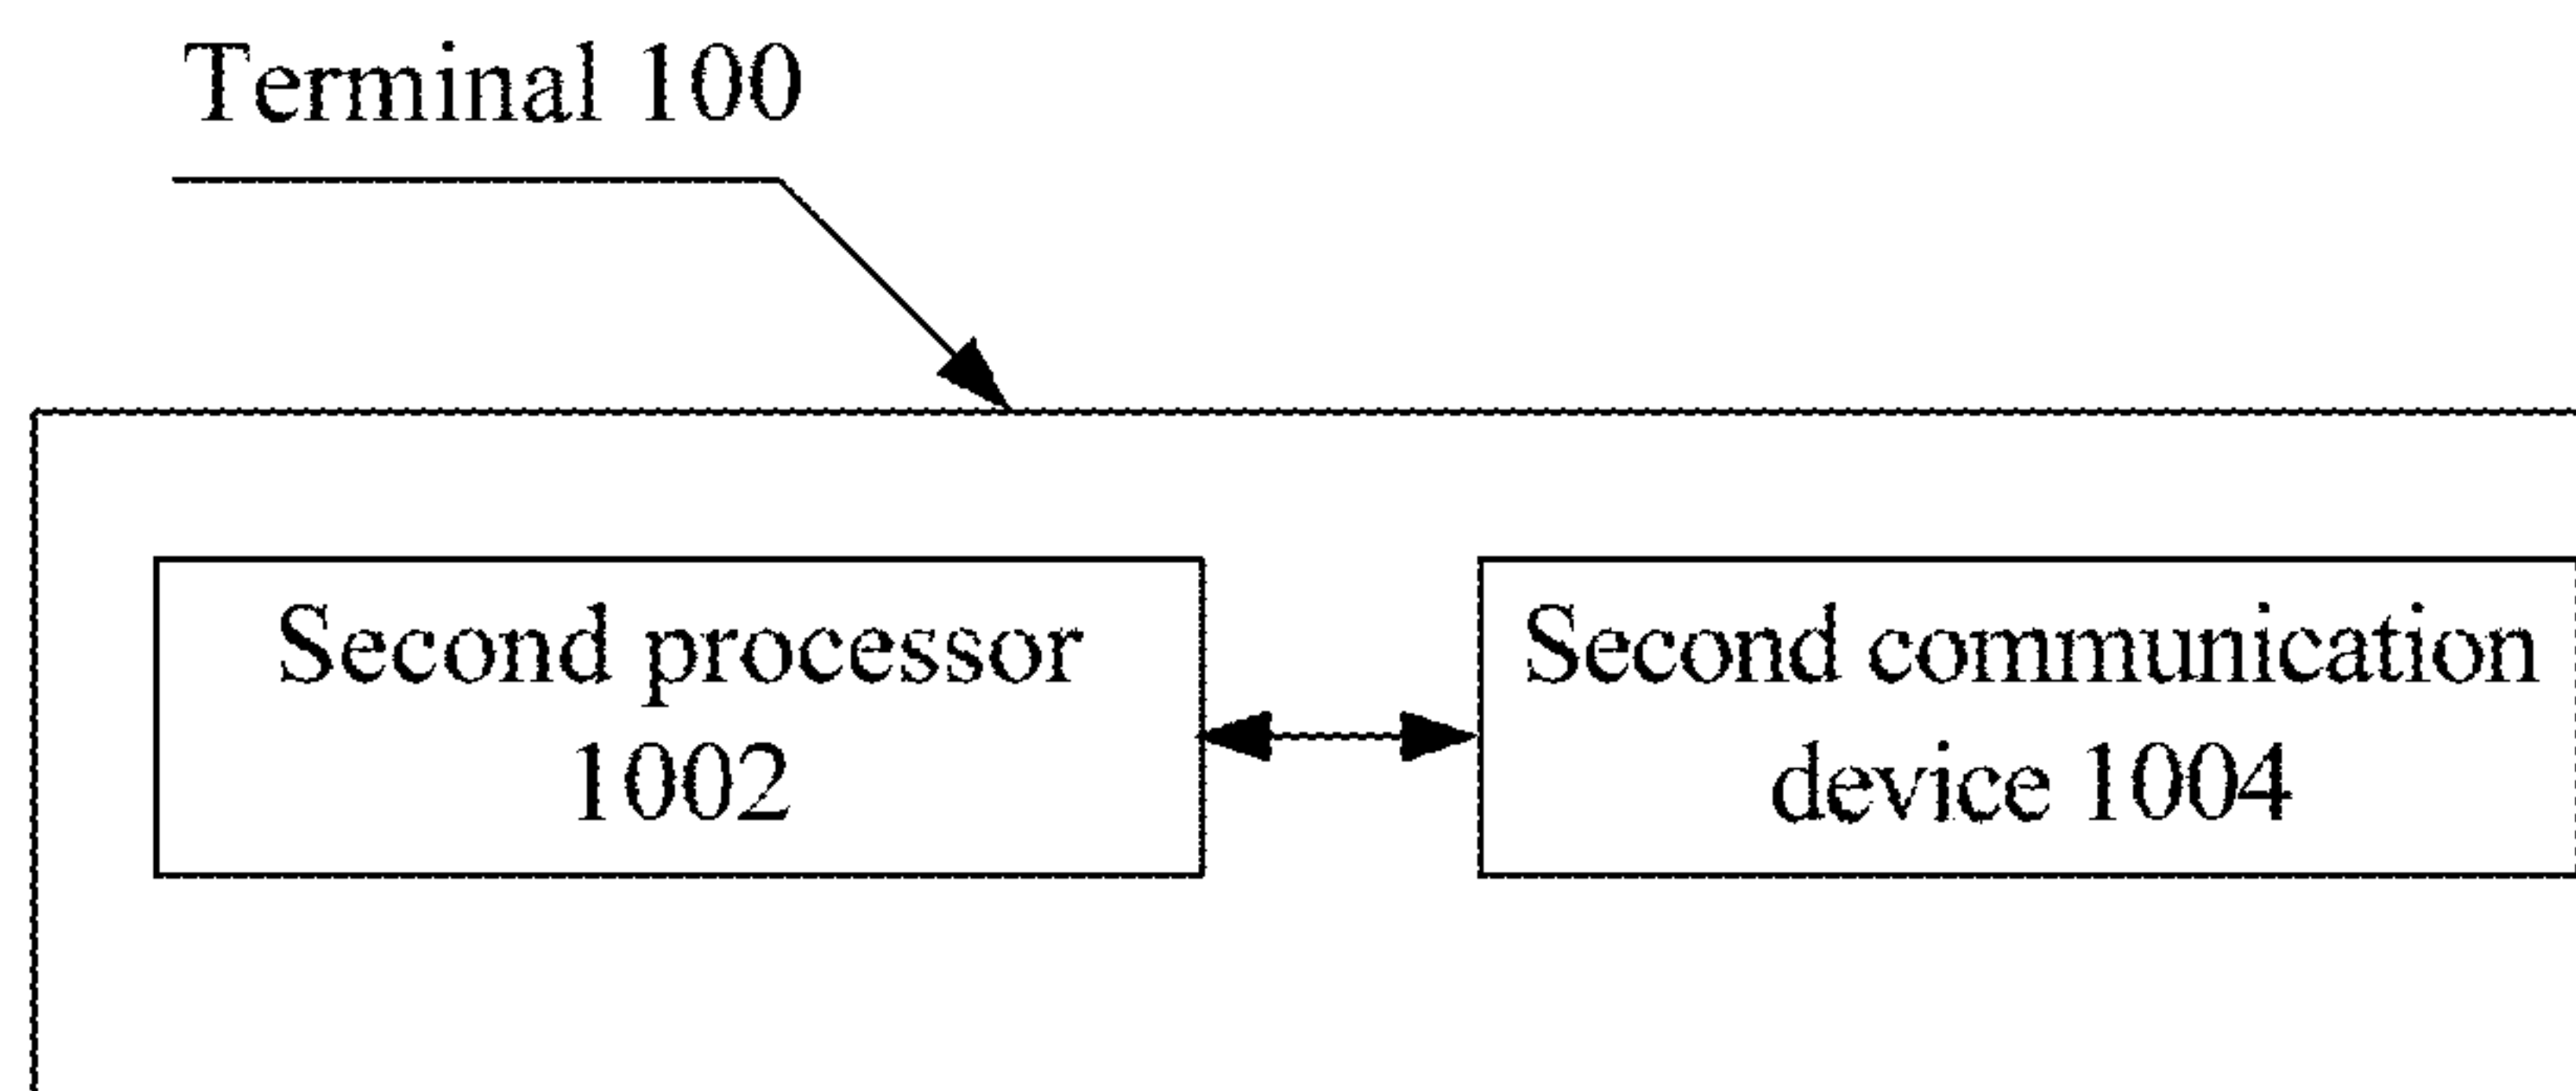 Terminal 100
Second processor
1002
Second communication
device 1004